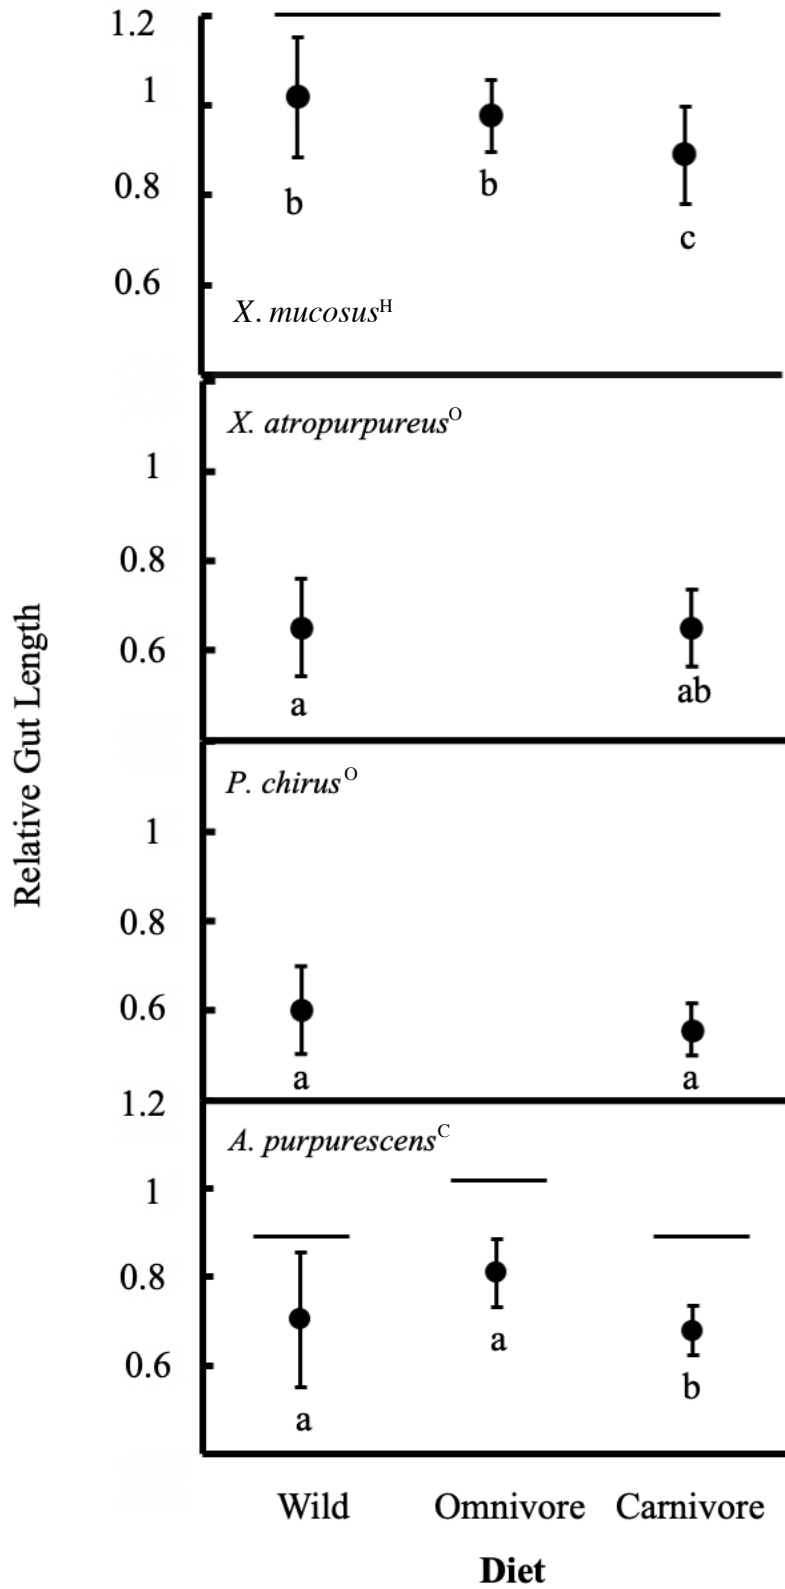 1.2
1
0.8
0.6
b
b
c
X. mucosusᴴ
X. atropurpureusᴼ
1
0.8
0.6
a
ab
Relative Gut Length
P. chirusᴼ
1
0.8
0.6
a
a
1.2
A. purpurescensᶜ
1
0.8
0.6
a
a
b
Wild Omnivore Carnivore
Diet